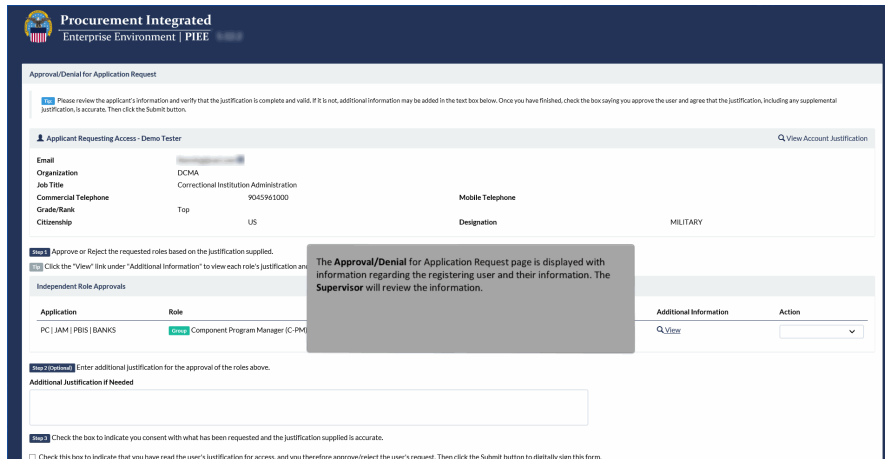 Procurement Integrated
Enterprise Environment | PIEE
Approval/Denial for Application Request
Tip Please review the applicant's information and verify that the justification is complete and valid. If it is not, additional information may be added in the text box below. Once you have finished, check the box saying you approve the user and agree that the justification, including any supplemental
justification, is accurate. Then click the Submit button.
Applicant Requesting Access - Demo Tester View Account Justification
Email
Organization DCMA
Job Title Correctional Institution Administration
Commercial Telephone 9045961000 Mobile Telephone
Grade/Rank Top
Citizenship US Designation MILITARY
Step 1 Approve or Reject the requested roles based on the justification supplied.
Tip Click the "View" link under "Additional Information" to view each role's justification and
The Approval/Denial for Application Request page is displayed with
information regarding the registering user and their information. The
Supervisor will review the information.
Independent Role Approvals
Application Role Additional Information Action
PC | JAM | PBIS | BANKS Group Component Program Manager (C-PM) View
Step 2 (Optional) Enter additional justification for the approval of the roles above.
Additional Justification if Needed
Step 3 Check the box to indicate you consent with what has been requested and the justification supplied is accurate.
Check this box to indicate that you have read the user's justification for access, and you therefore approve/reject the user's request. Then click the Submit button to digitally sign this form.